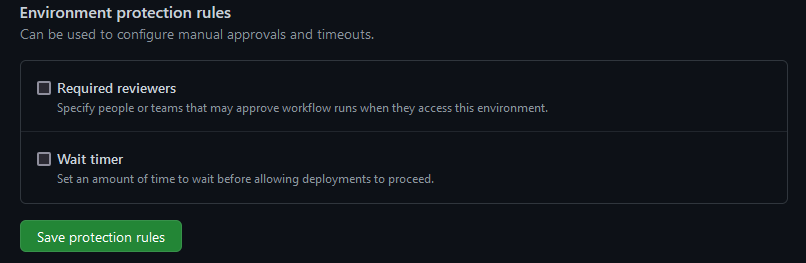 Environment protection rules
Can be used to configure manual approvals and timeouts.
Required reviewers
Specify people or teams that may approve workflow runs when they access this environment.
Wait timer
Set an amount of time to wait before allowing deployments to proceed.
Save protection rules